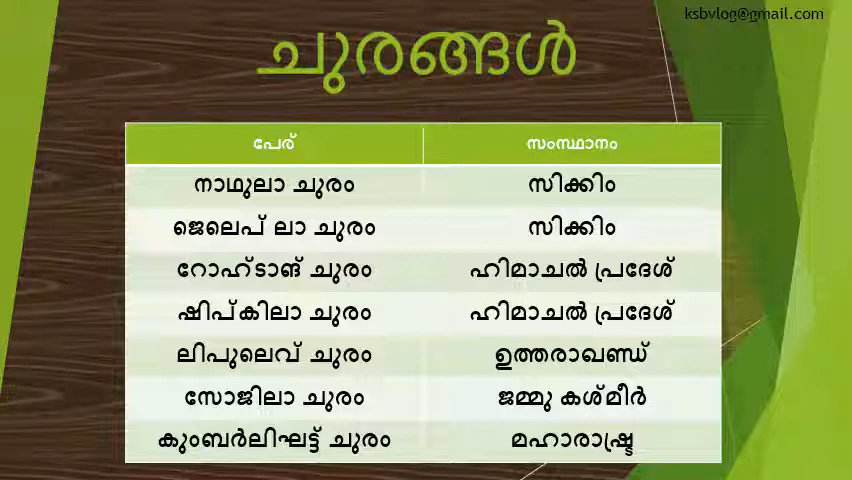 ksbvlog@gmail.com
ചുരങ്ങൾ
പേര് സംസ്ഥാനം
നാഥുലാ ചുരം സിക്കിം
ജെലെപ് ലാ ചുരം സിക്കിം
റോഹ്ടാങ് ചുരം ഹിമാചൽ പ്രദേശ്
ഷിപ്കിലാ ചുരം ഹിമാചൽ പ്രദേശ്
ലിപുലെവ് ചുരം ഉത്തരാഖണ്ഡ്
സോജിലാ ചുരം ജമ്മു കശ്മീർ
കുംബർലിഘട്ട് ചുരം മഹാരാഷ്ട്ര